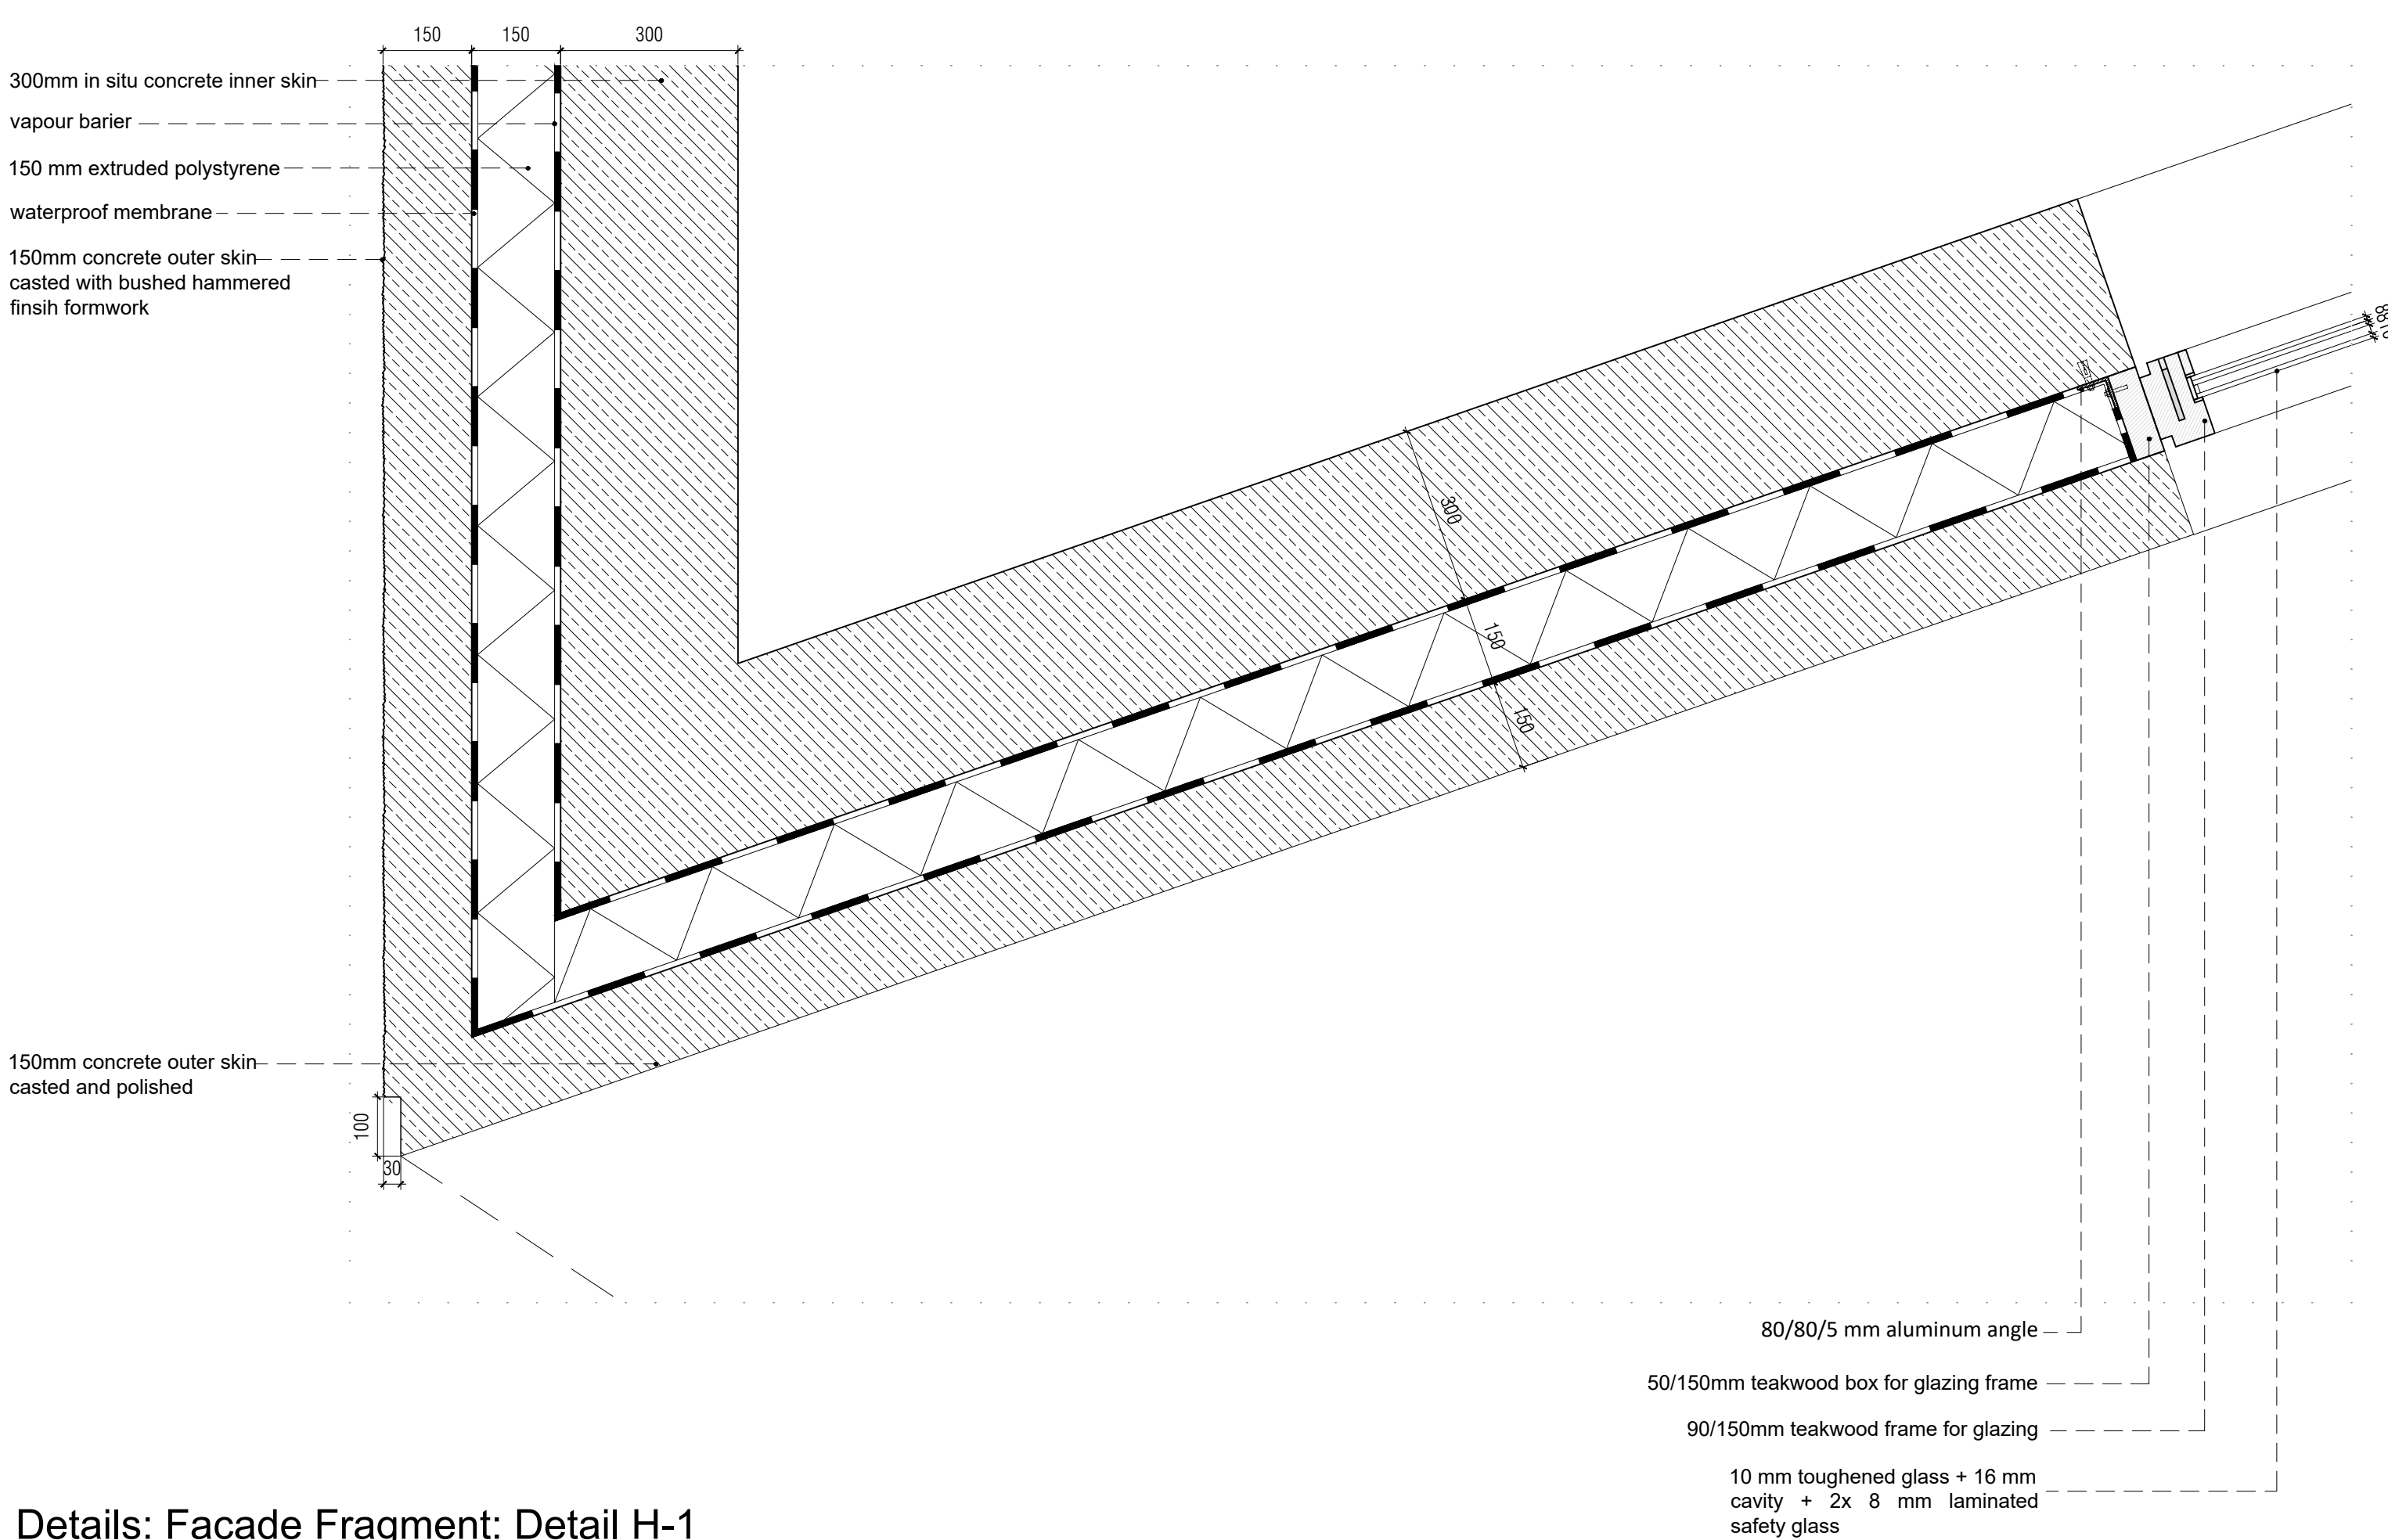 150 150 300
300mm in situ concrete inner skin
vapour barier
150 mm extruded polystyrene
waterproof membrane
150mm concrete outer skin
casted with bushed hammered
finsih formwork
300
150
150
150mm concrete outer skin
casted and polished
100
30
80/80/5 mm aluminum angle
50/150mm teakwood box for glazing frame
90/150mm teakwood frame for glazing
10 mm toughened glass + 16 mm
cavity + 2x 8 mm laminated
safety glass
Details: Facade Fragment: Detail H-1